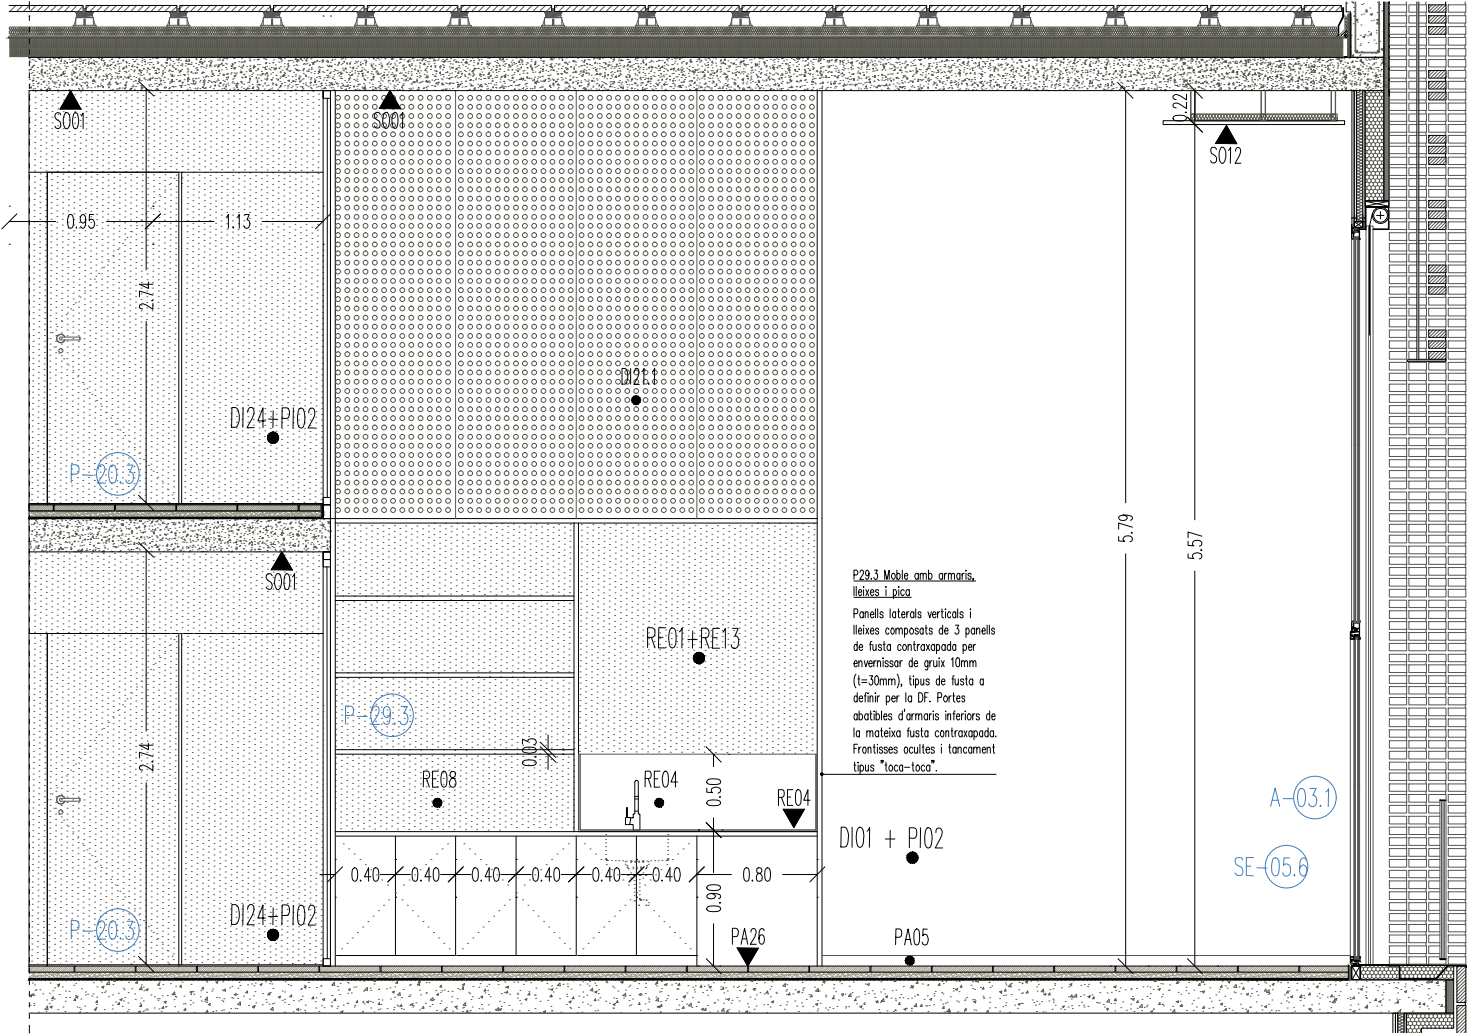 S001
S001
0.22
S012
0.95
1.13
2.74
DI21.1
DI24+PI02
P-20.3
5.79
5.57
S001
P29.3 Moble amb armaris,
lleixes i pica
Panells laterals verticals i
lleixes composats de 3 panells
de fusta contraxapada per
envernissar de gruix 10mm
(t=30mm), tipus de fusta a
definir per la DF. Portes
abatibles d'armaris inferiors de
la mateixa fusta contraxapada.
Frontisses ocultes i tancament
tipus "toca-toca".
RE01+RE13
P-29.3
2.74
0.03
RE08
RE04
0.50
RE04
A-03.1
DI01 + PI02
SE-05.6
0.40
0.40
0.40
0.40
0.40
0.40
0.80
0.90
DI24+PI02
P-20.3
PA26
PA05